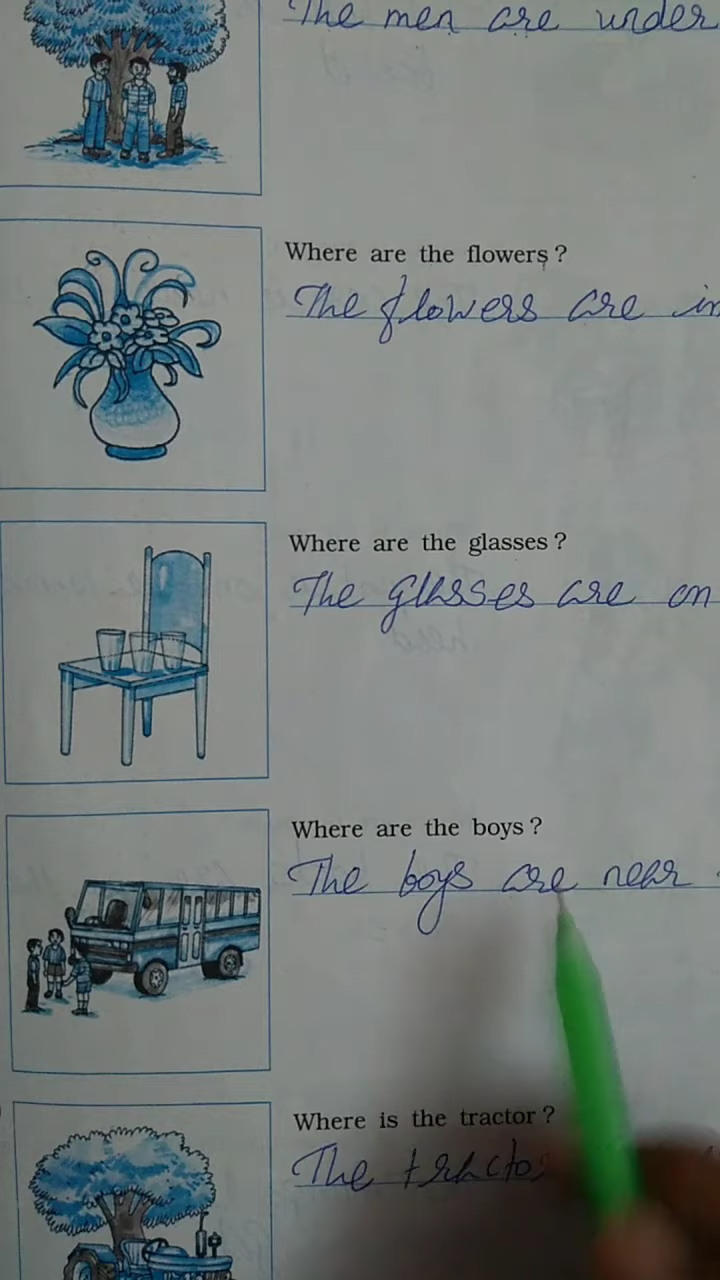 The men are under
Where are the flowers?
The flowers are in
Where are the glasses?
The glasses are on
Where are the boys?
The boys are near
Where is the tractor?
The tracto